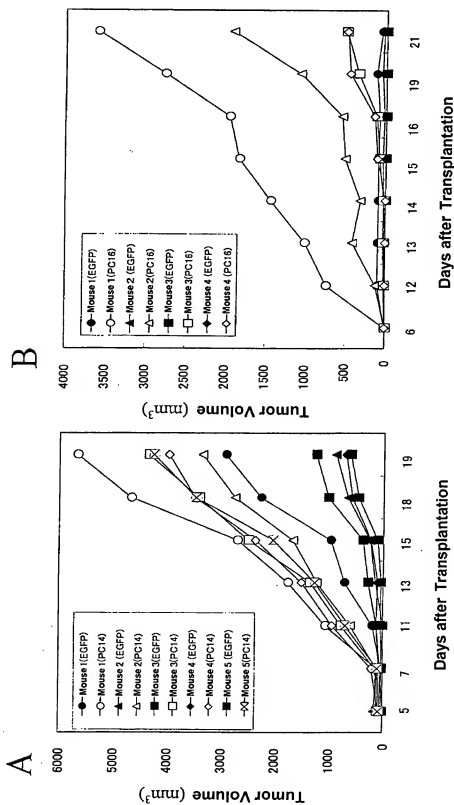 A
Tumor Volume (mm³)
6000
5000
4000
3000
2000
1000
0
Mouse 1(EGFP)
Mouse 1(PC14)
Mouse 2 (EGFP)
Mouse 2(PC14)
Mouse 3(EGFP)
Mouse 3(PC14)
Mouse 4 (EGFP)
Mouse 4(PC14)
Mouse 5 (EGFP)
Mouse 5(PC14)
5 7 11 13 15 18 19
Days after Transplantation
B
Tumor Volume (mm³)
4000
3500
3000
2500
2000
1500
1000
500
0
Mouse 1(EGFP)
Mouse 1(PC16)
Mouse 2 (EGFP)
Mouse 2(PC16)
Mouse 3(EGFP)
Mouse 3(PC16)
Mouse 4 (EGFP)
Mouse 4 (PC16)
6 12 13 14 15 16 19 21
Days after Transplantation